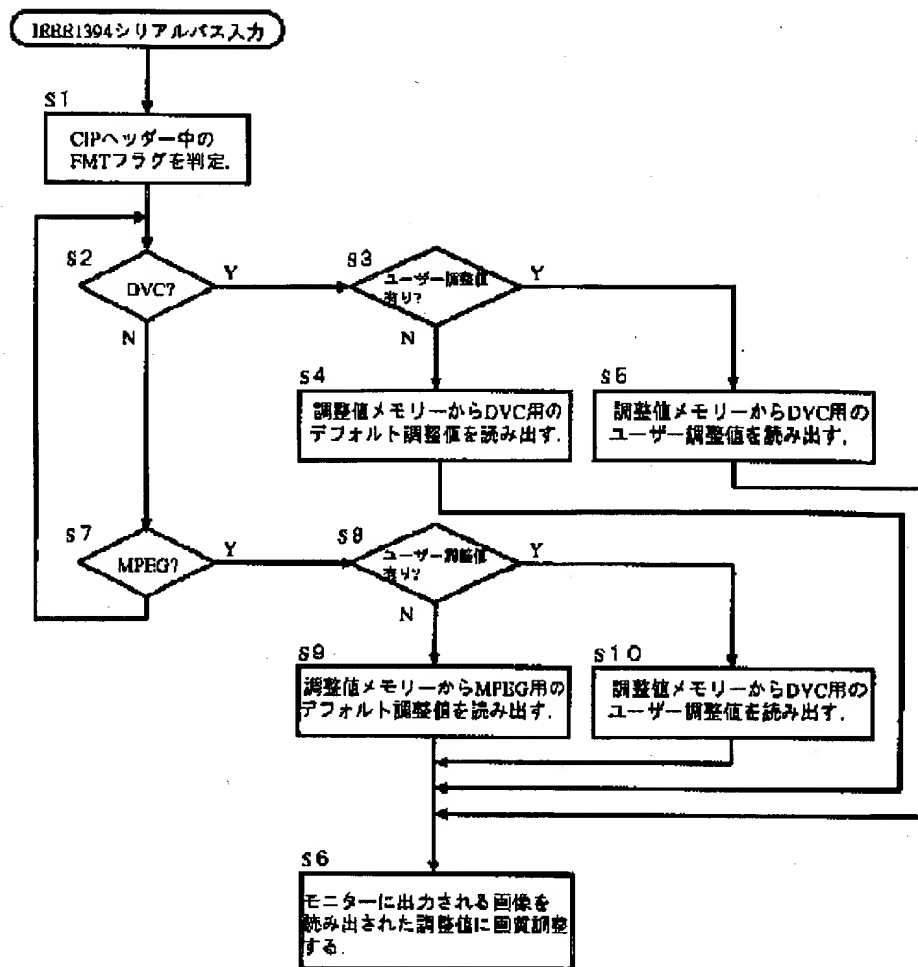 IEEE1394シリアルバス入力
S1
CIPヘッダー中の
FMTフラグを判定.
S2
DVC?
Y
N
S3
ユーザー調整値
有り?
Y
N
S4
調整値メモリーからDVC用の
デフォルト調整値を読み出す.
S5
調整値メモリーからDVC用の
ユーザー調整値を読み出す.
S7
MPEG?
Y
S8
ユーザー調整値
有り?
Y
N
S9
調整値メモリーからMPEG用の
デフォルト調整値を読み出す.
S10
調整値メモリーからDVC用の
ユーザー調整値を読み出す.
S6
モニターに出力される画像を
読み出された調整値に画質調整
する.